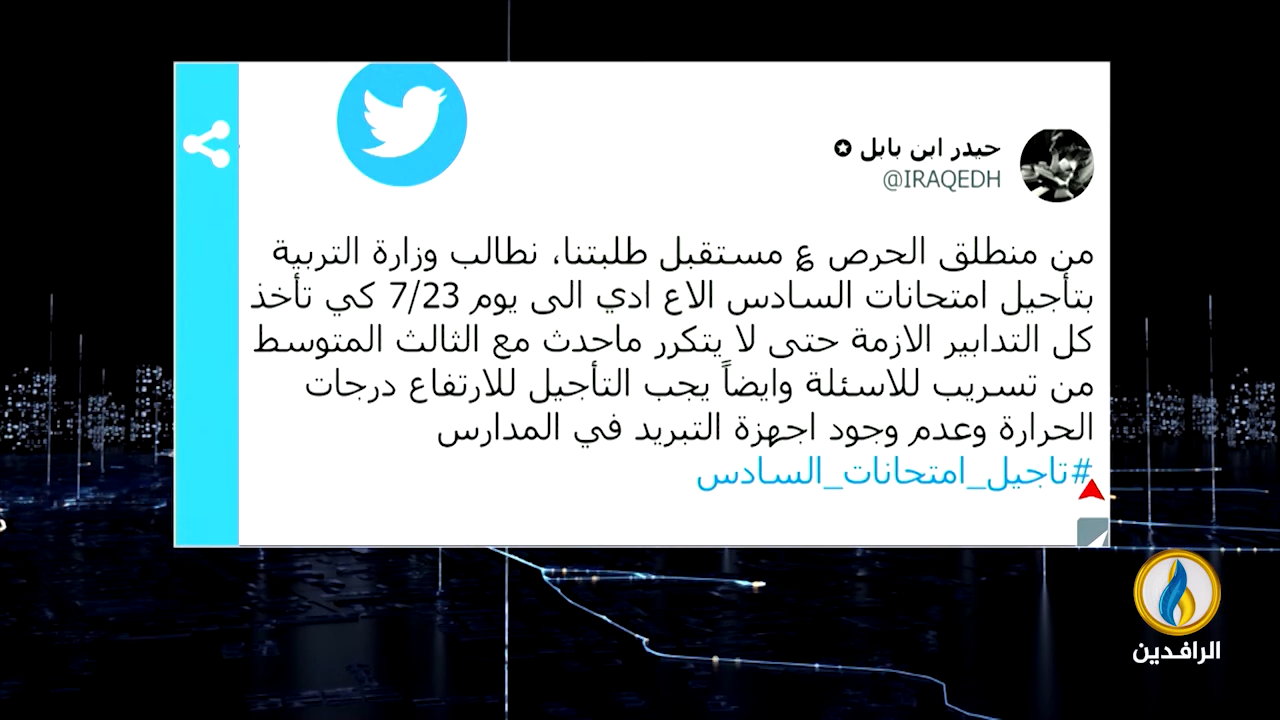 حيدر ابن بابل
@IRAQEDH
من منطلق الحرص ﻋ مستقبل طلبتنا، نطالب وزارة التربية
بتأجيل امتحانات السادس الاع ادي الى يوم 7/23 كي تأخذ
كل التدابير الازمة حتى لا يتكرر ماحدث مع الثالث المتوسط
من تسريب للاسئلة وايضاً يجب التأجيل للارتفاع درجات
الحرارة وعدم وجود اجهزة التبريد في المدارس
#تاجيل_امتحانات_السادس
الرافدين